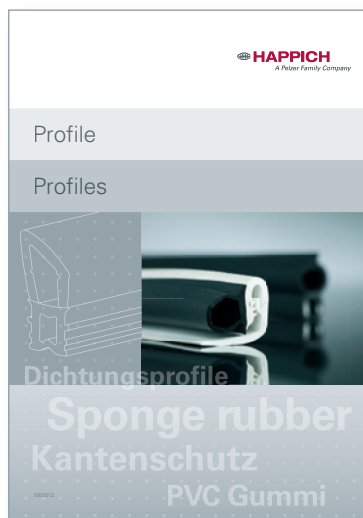 HAPPICH
A Pelzer Family Company
Profile
Profiles
Dichtungsprofile
Sponge rubber
Kantenschutz
PVC Gummi